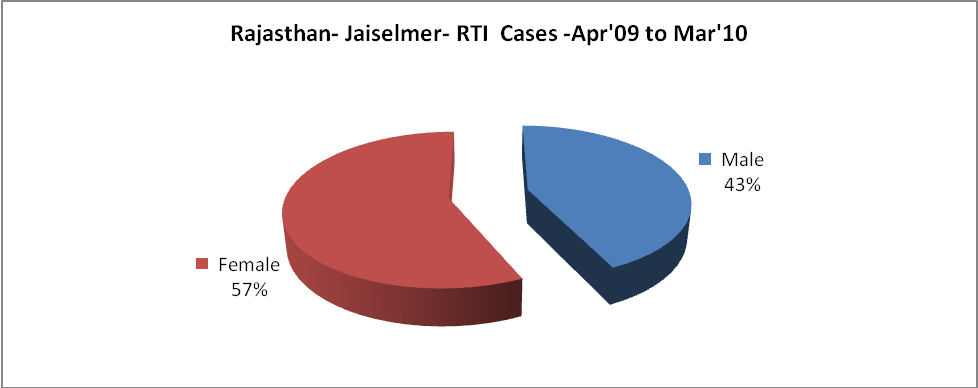 Rajasthan- Jaiselmer- RTI  Cases -Apr'09 to Mar'10
Male
43%
Female
57%